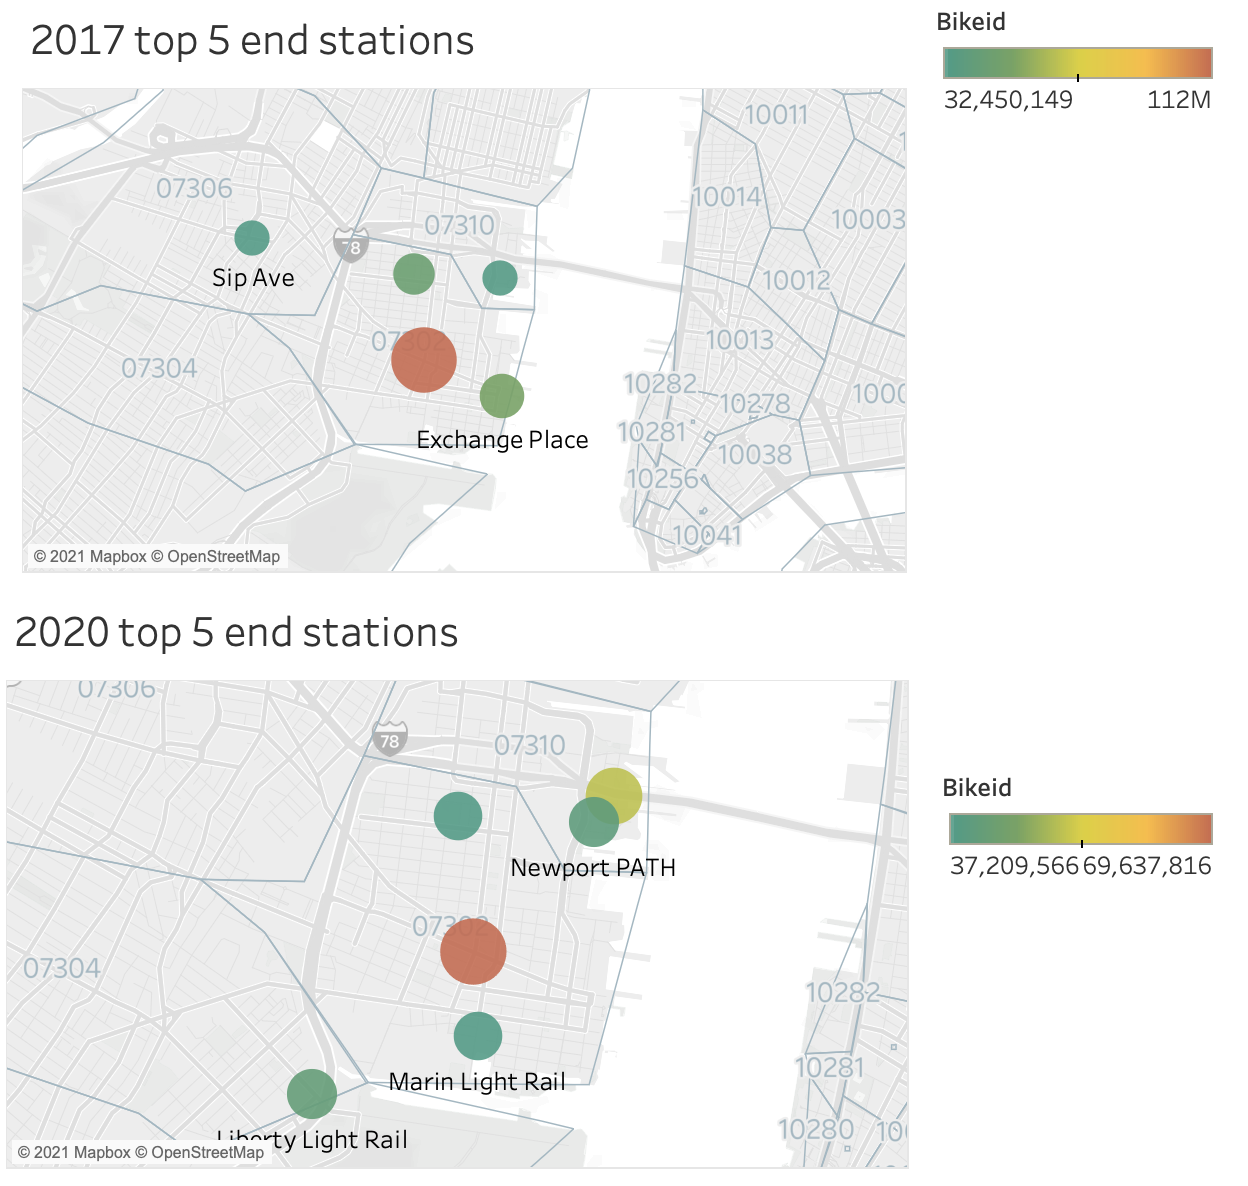 2017 top 5 end stations
Bikeid
32,450,149 112M
10011
07306
10014
07310
10003
78
Sip Ave
10012
07302
10013
07304
10282
10278
1000
Exchange Place
10281
10038
10256
10041
© 2021 Mapbox © OpenStreetMap
2020 top 5 end stations
07306
78
07310
Bikeid
37,209,566 69,637,816
Newport PATH
07302
07304
10282
10281
Marin Light Rail
10280
Liberty Light Rail
© 2021 Mapbox © OpenStreetMap